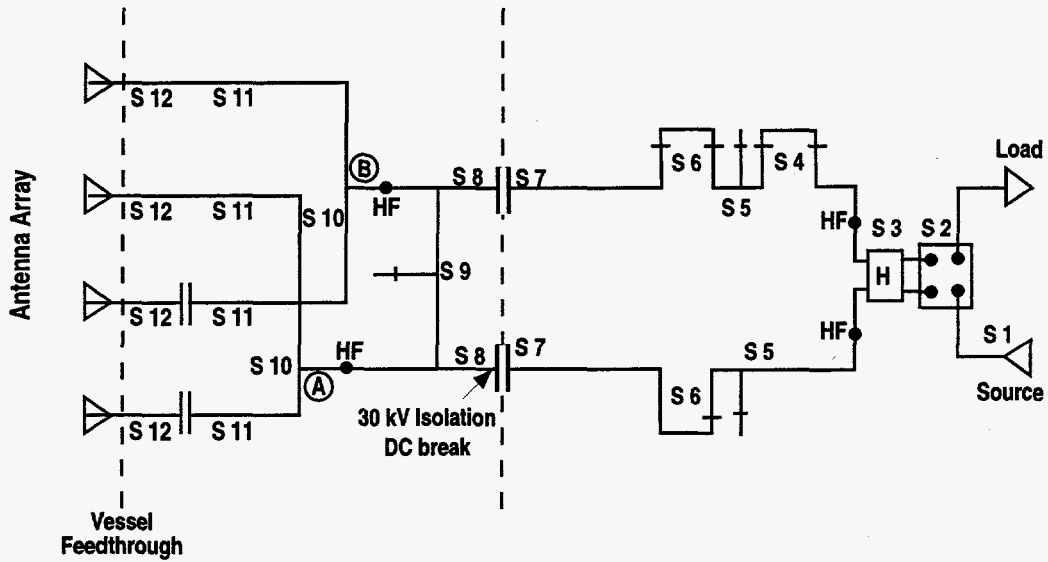 Antenna Array
S 12
S 11
S 12
S 11
S 10
S 12
S 11
S 10
S 12
S 11
Vessel
Feedthrough
B
HF
S 8
S 7
S 9
HF
A
S 8
S 7
30 kV Isolation
DC break
S 6
S 5
S 4
HF
S 3
S 2
H
HF
S 5
S 6
Load
S 1
Source